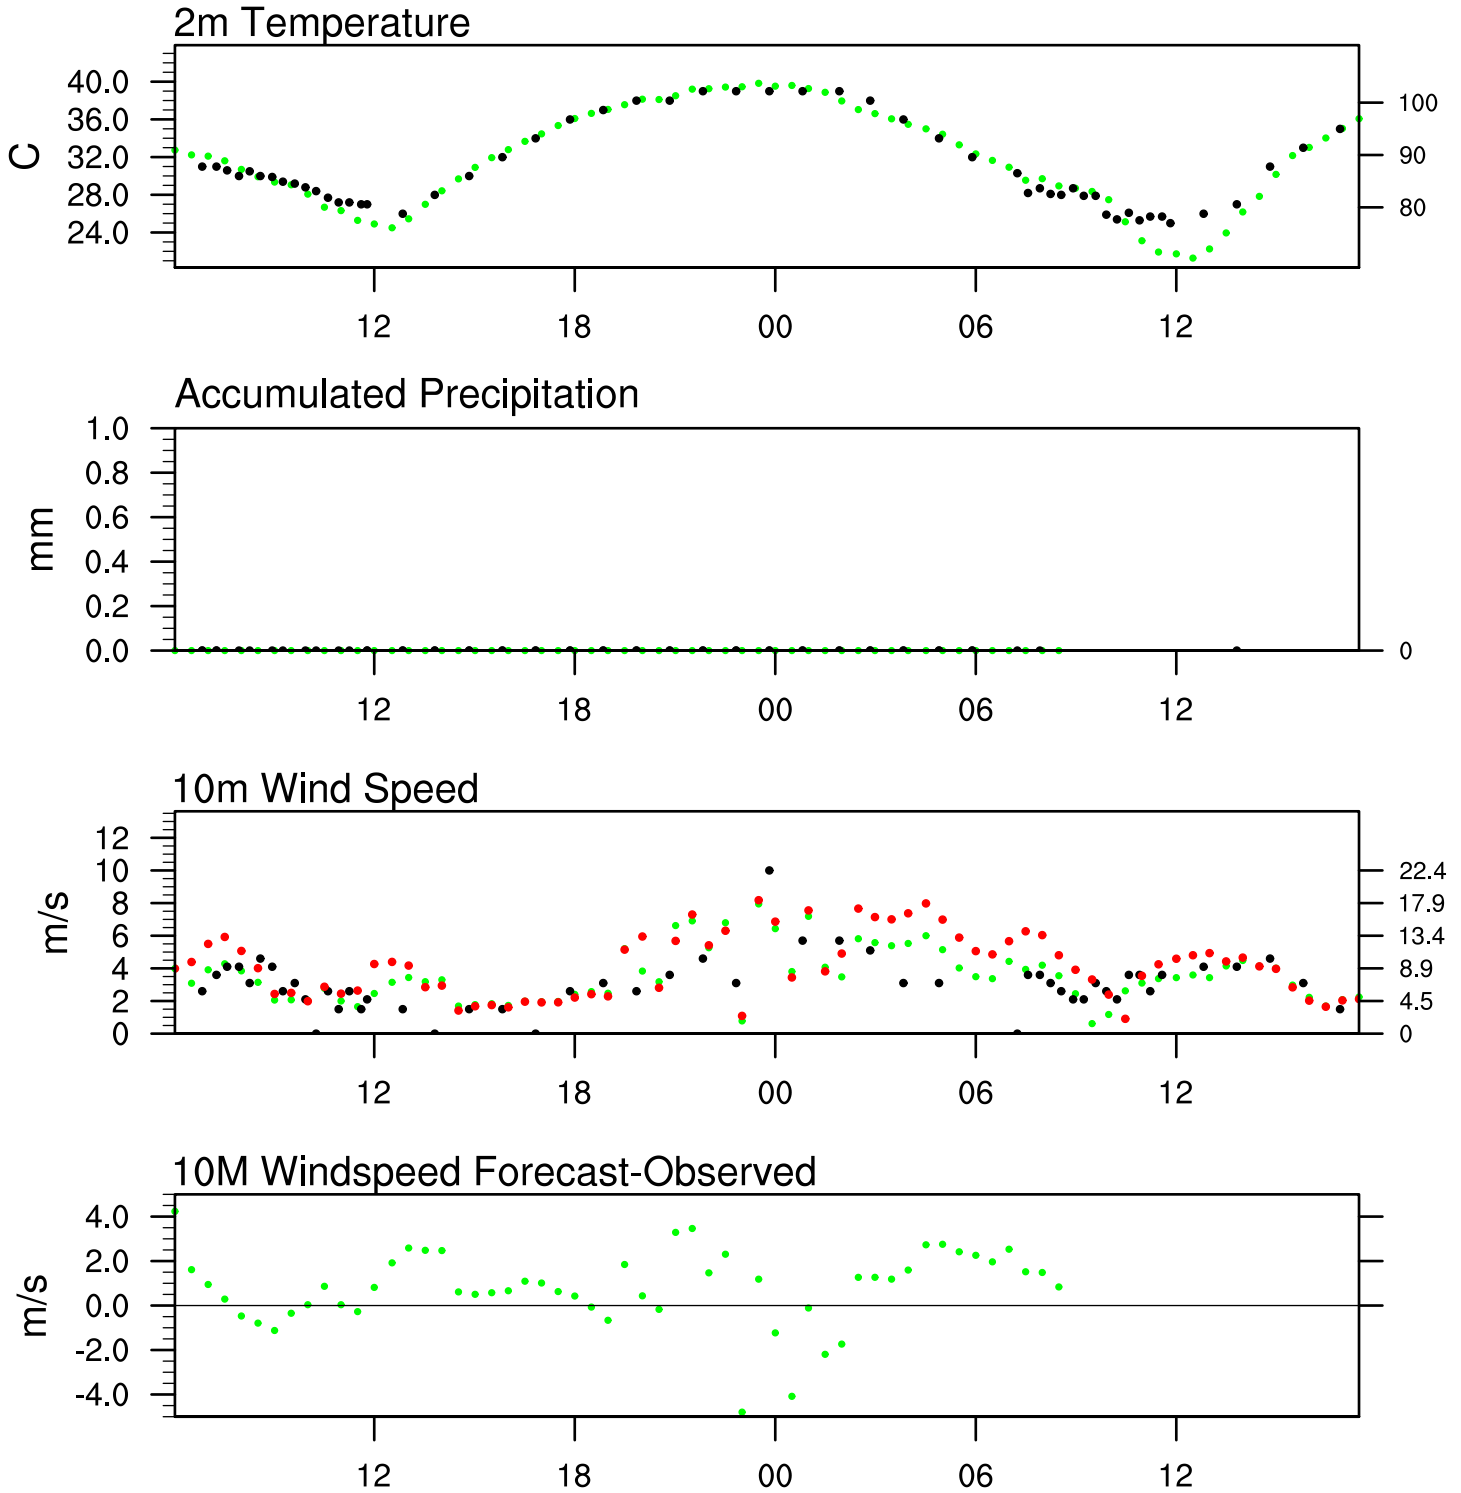 2m Temperature
C
40.0
36.0
32.0
28.0
24.0
100
90
80
12 18 00 06 12
Accumulated Precipitation
mm
1.0
0.8
0.6
0.4
0.2
0.0
0
12 18 00 06 12
10m Wind Speed
m/s
12
10
8
6
4
2
0
22.4
17.9
13.4
8.9
4.5
0
12 18 00 06 12
10M Windspeed Forecast-Observed
m/s
4.0
2.0
0.0
-2.0
-4.0
12 18 00 06 12